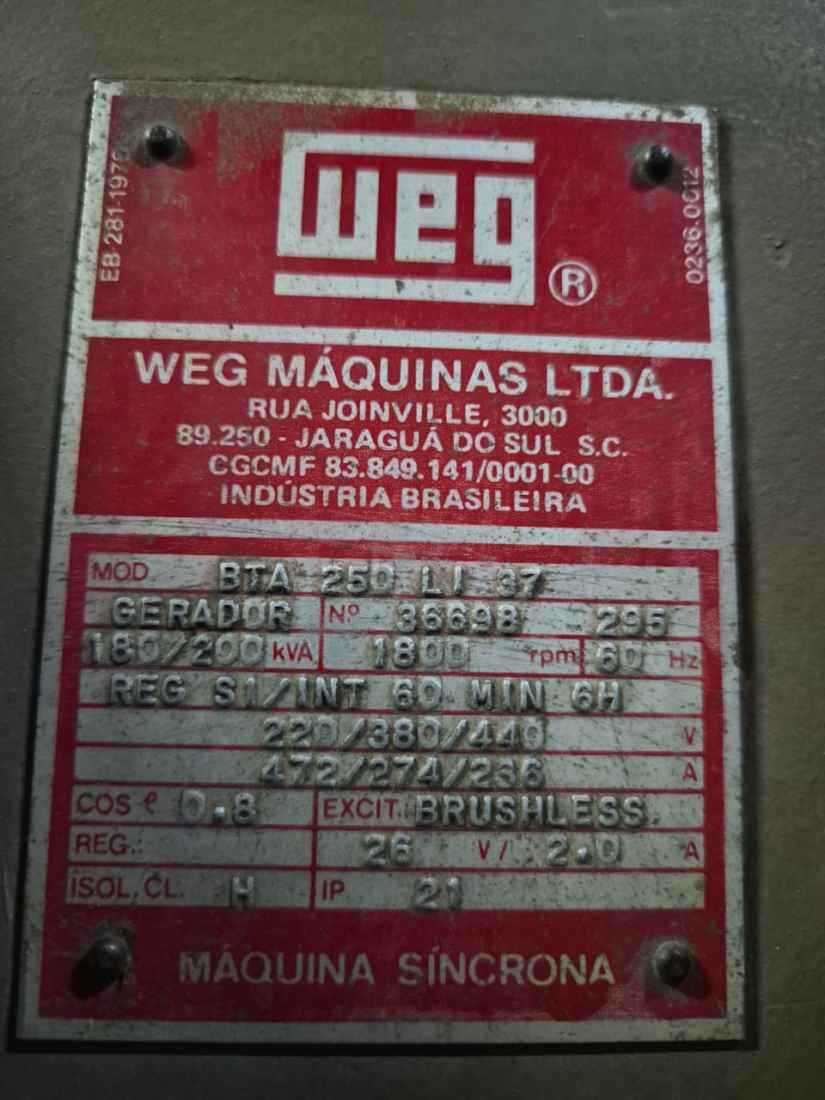 EB 281-197
weg ®
0236.0012
WEG MÁQUINAS LTDA.
RUA JOINVILLE, 3000
89.250 - JARAGUÁ DO SUL S.C.
CGCMF 83.849.141/0001-00
INDÚSTRIA BRASILEIRA
MOD BTA 250 LI 37
GERADOR Nº 36698 - 295
180/200 kVA 1800 rpm 60 Hz
REG S1/INT 60 MIN 6H
220/380/440 V
472/274/236 A
COS φ 0.8 EXCIT.: BRUSHLESS.
REG.: 26 V/ 2.0 A
ISOL. CL. H IP 21
MÁQUINA SÍNCRONA